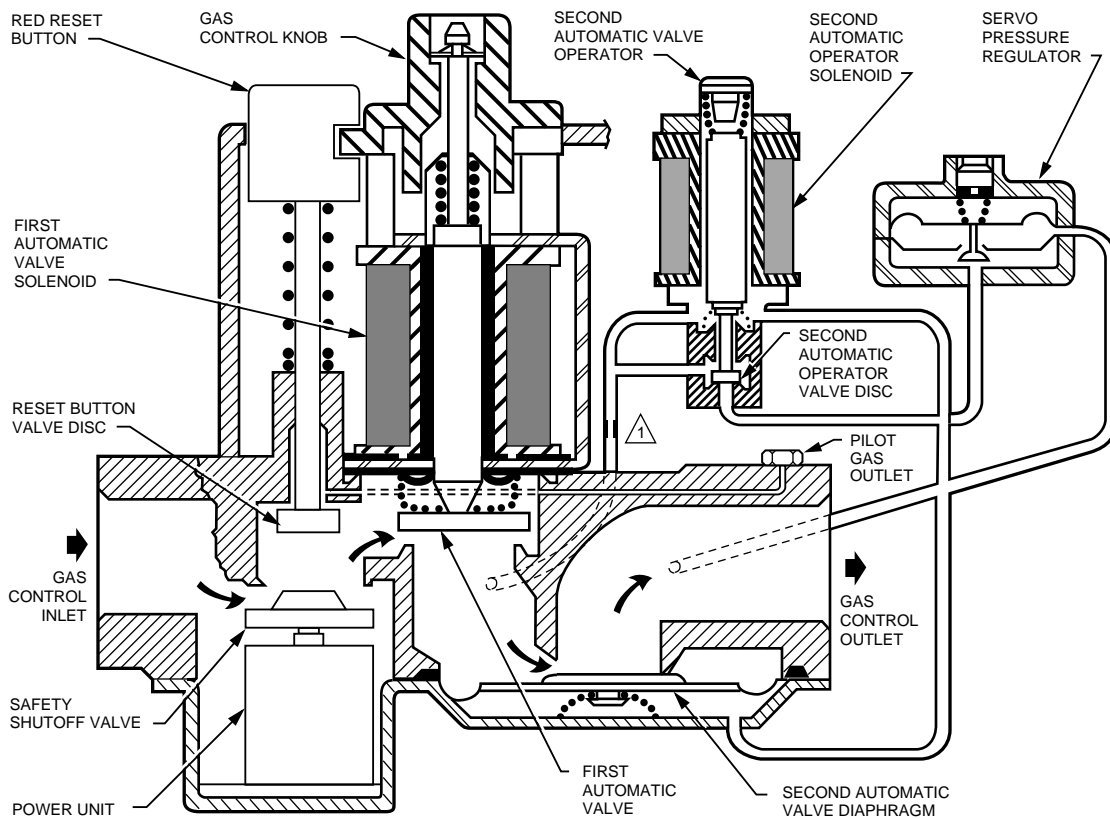 RED RESET
BUTTON
GAS
CONTROL KNOB
SECOND
AUTOMATIC VALVE
OPERATOR
SECOND
AUTOMATIC
OPERATOR
SOLENOID
SERVO
PRESSURE
REGULATOR
FIRST
AUTOMATIC
VALVE
SOLENOID
SECOND
AUTOMATIC
OPERATOR
VALVE DISC
RESET BUTTON
VALVE DISC
1
PILOT
GAS
OUTLET
GAS
CONTROL
INLET
GAS
CONTROL
OUTLET
SAFETY
SHUTOFF VALVE
POWER UNIT
FIRST
AUTOMATIC
VALVE
SECOND AUTOMATIC
VALVE DIAPHRAGM